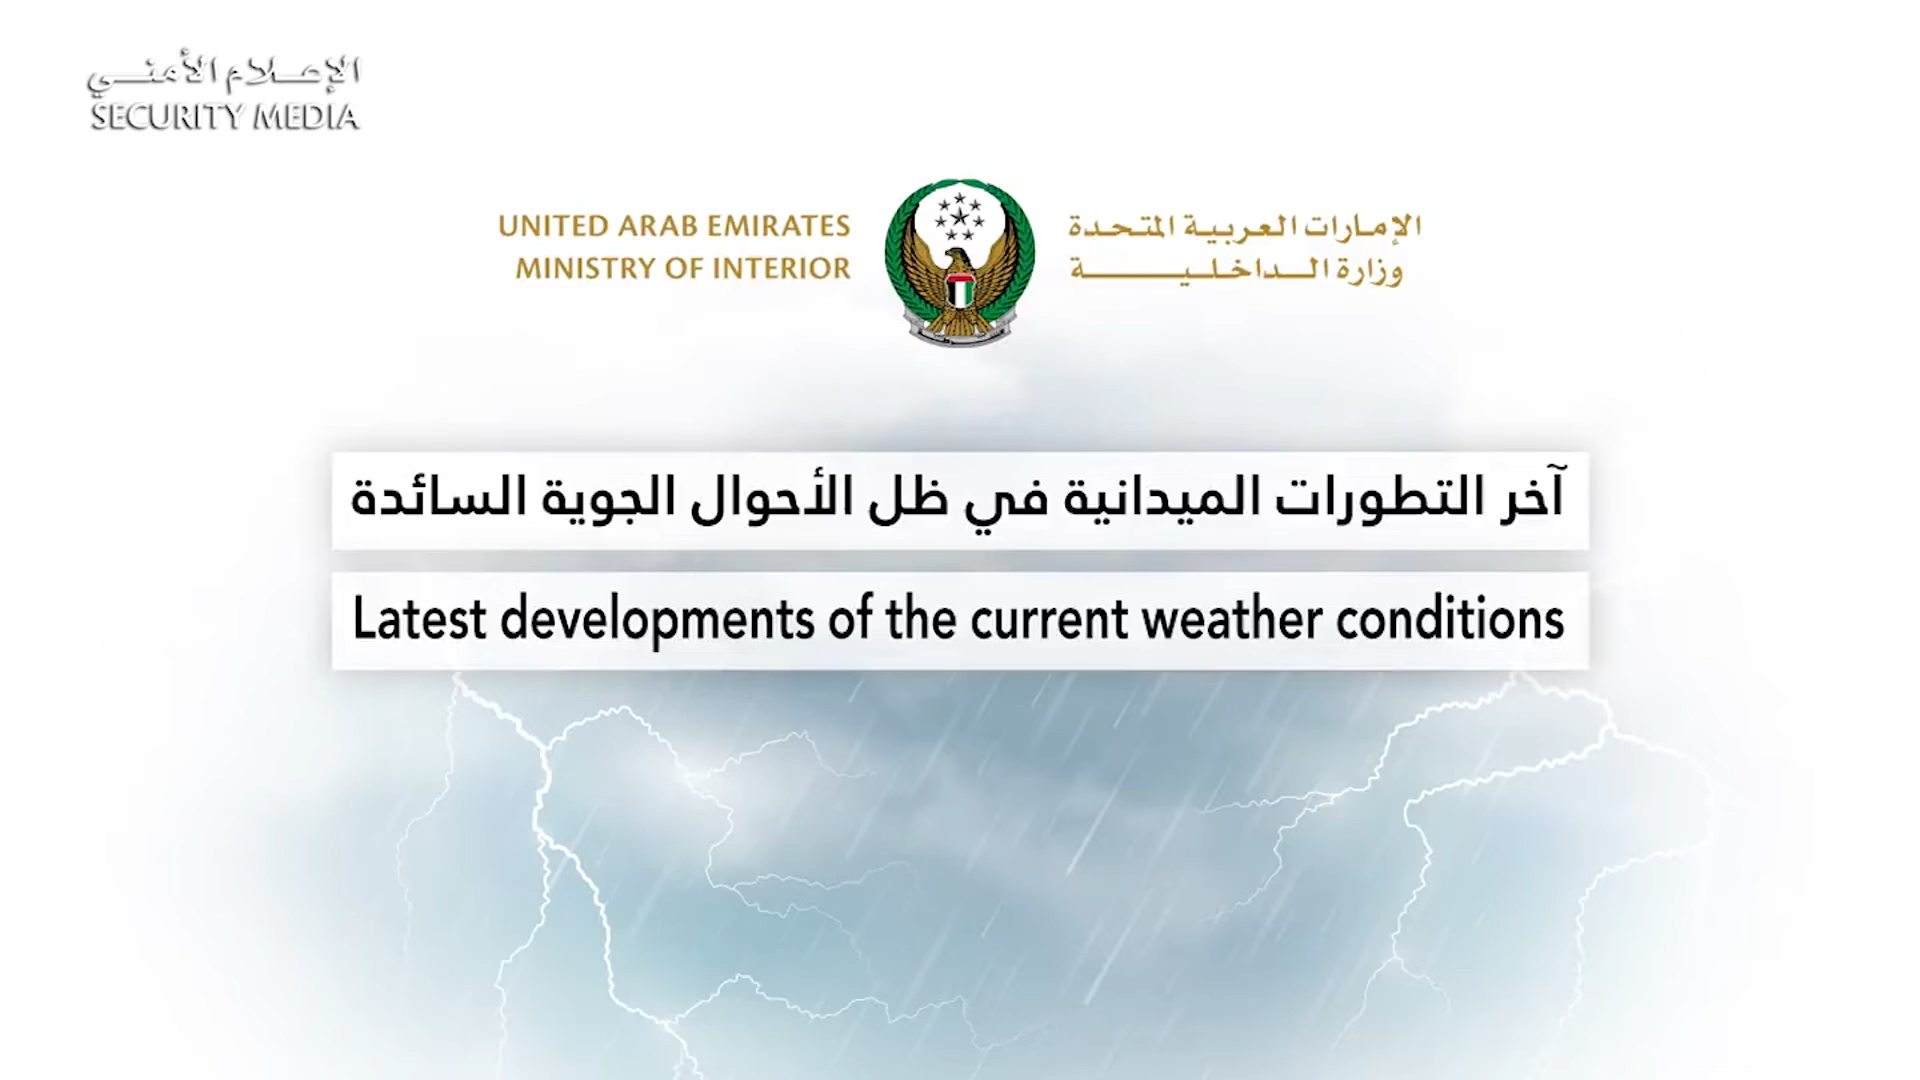 الإعلام الأمني
SECURITY MEDIA
UNITED ARAB EMIRATES
MINISTRY OF INTERIOR
الإمارات العربية المتحدة
وزارة الداخلية
آخر التطورات الميدانية في ظل الأحوال الجوية السائدة
Latest developments of the current weather conditions